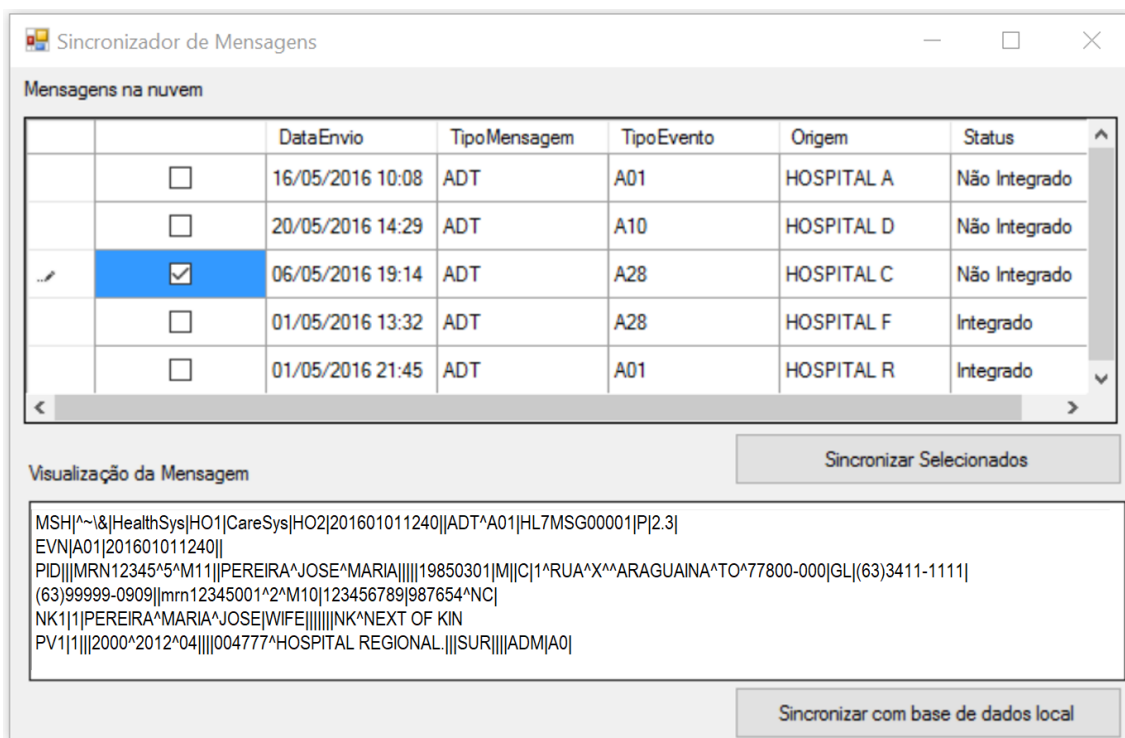 Sincronizador de Mensagens
Mensagens na nuvem
DataEnvio TipoMensagem TipoEvento Origem Status
16/05/2016 10:08 ADT A01 HOSPITAL A Não Integrado
20/05/2016 14:29 ADT A10 HOSPITAL D Não Integrado
06/05/2016 19:14 ADT A28 HOSPITAL C Não Integrado
01/05/2016 13:32 ADT A28 HOSPITAL F Integrado
01/05/2016 21:45 ADT A01 HOSPITAL R Integrado
Sincronizar Selecionados
Visualização da Mensagem
MSH|^~\&|HealthSys|HO1|CareSys|HO2|201601011240||ADT^A01|HL7MSG00001|P|2.3|
EVN|A01|201601011240||
PID|||MRN12345^5^M11||PEREIRA^JOSE^MARIA|||||19850301|M||C|1^RUA^X^^ARAGUAINA^TO^77800-000|GL|(63)3411-1111|
(63)99999-0909||mrn12345001^2^M10|123456789|987654^NC|
NK1|1|PEREIRA^MARIA^JOSE|WIFE|||||||NK^NEXT OF KIN
PV1|1|||2000^2012^04||||004777^HOSPITAL REGIONAL.|||SUR||||ADM|A0|
Sincronizar com base de dados local